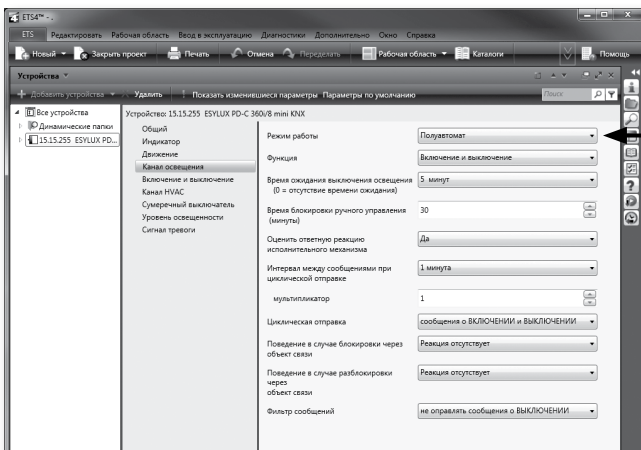 ETS4™ - .
ETS Редактировать Рабочая область Ввод в эксплуатацию Диагностики Дополнительно Окно Справка
Новый Закрыть проект Печать Отмена Переделать Рабочая область Каталоги Помощь
Устройства
Добавить устройства Удалить Показать изменившиеся параметры Параметры по умолчанию Поиск
Все устройства
Динамические папки
15.15.255 ESYLUX PD...
Устройство: 15.15.255 ESYLUX PD-C 360i/8 mini KNX
Общий
Индикатор
Движение
Канал освещения
Включение и выключение
Канал HVAC
Сумеречный выключатель
Уровень освещенности
Сигнал тревоги
Режим работы Полуавтомат
Функция Включение и выключение
Время ожидания выключения освещения 5 минут
(0 = отсутствие времени ожидания)
Время блокировки ручного управления 30
(минуты)
Оценить ответную реакцию Да
исполнительного механизма
Интервал между сообщениями при 1 минута
циклической отправке
мультипликатор 1
Циклическая отправка сообщения о ВКЛЮЧЕНИИ и ВЫКЛЮЧЕНИИ
Поведение в случае блокировки через Реакция отсутствует
объект связи
Поведение в случае разблокировки Реакция отсутствует
через
объект связи
Фильтр сообщений не оправлять сообщения о ВЫКЛЮЧЕНИИ